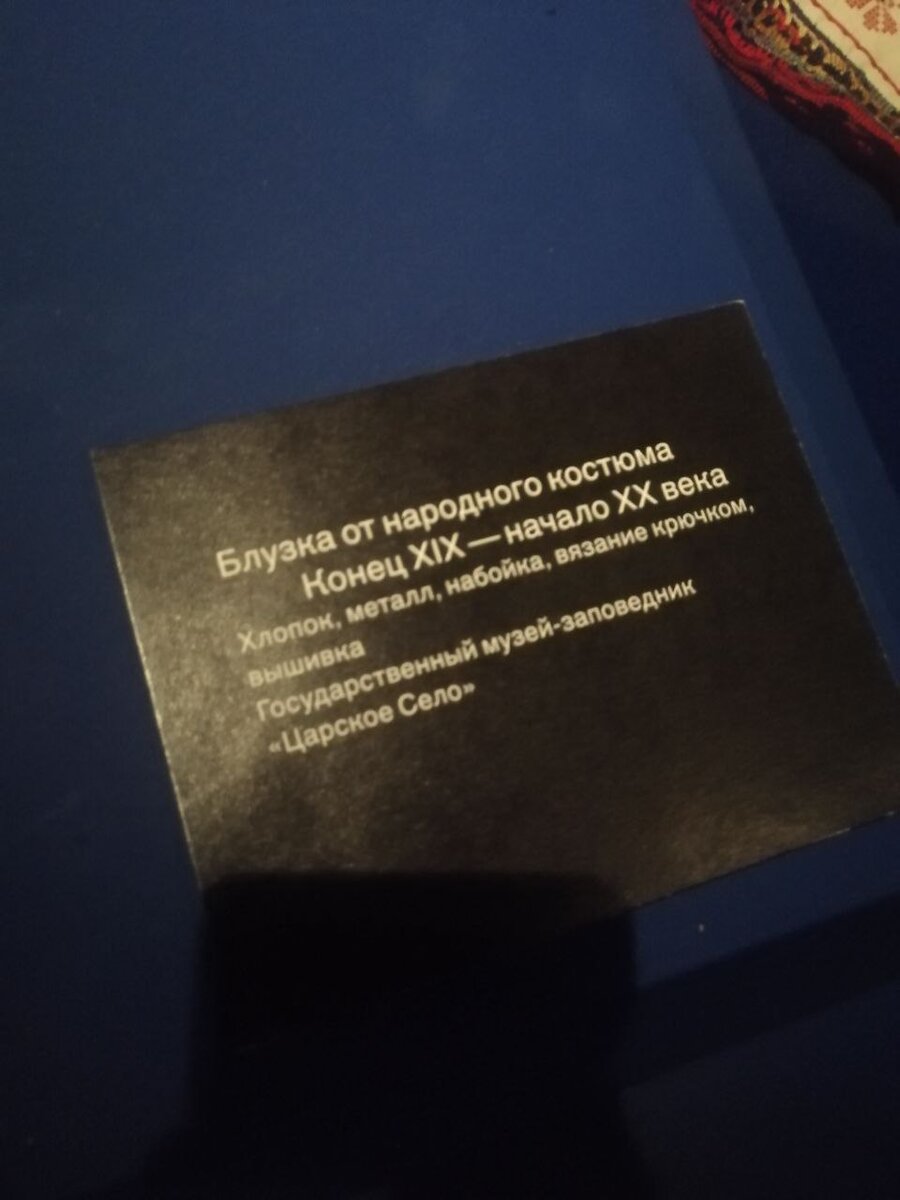 Блузка от народного костюма
Конец XIX — начало XX века
Хлопок, металл, набойка, вязание крючком,
вышивка
Государственный музей-заповедник
«Царское Село»